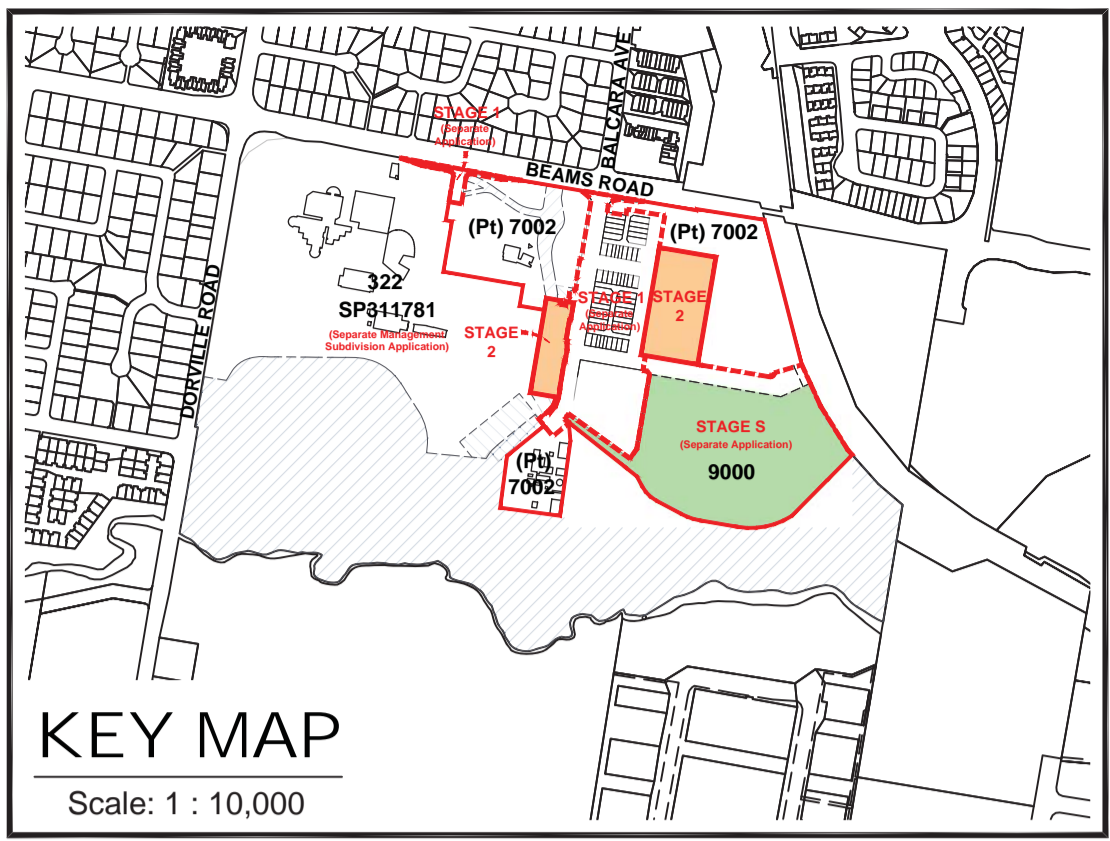 BALCARA AVE
STAGE 1
(Separate
Application)
BEAMS ROAD
(Pt) 7002
(Pt) 7002
DORVILLE ROAD
322
SP311781
(Separate Management
Subdivision Application)
STAGE
2
STAGE 1
(Separate
Application)
STAGE
2
STAGE S
(Separate Application)
9000
(Pt)
7002
KEY MAP
Scale: 1 : 10,000